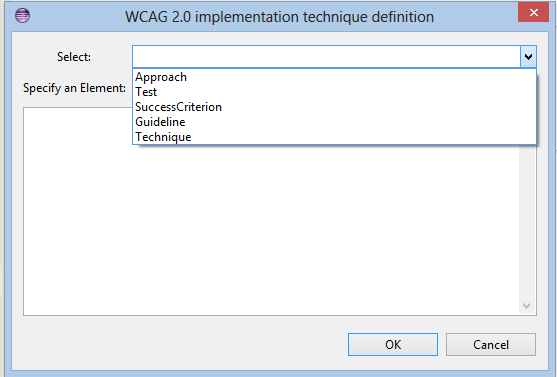 WCAG 2.0 implementation technique definition
Select:
Approach
Specify an Element:
Test
SuccessCriterion
Guideline
Technique
OK
Cancel